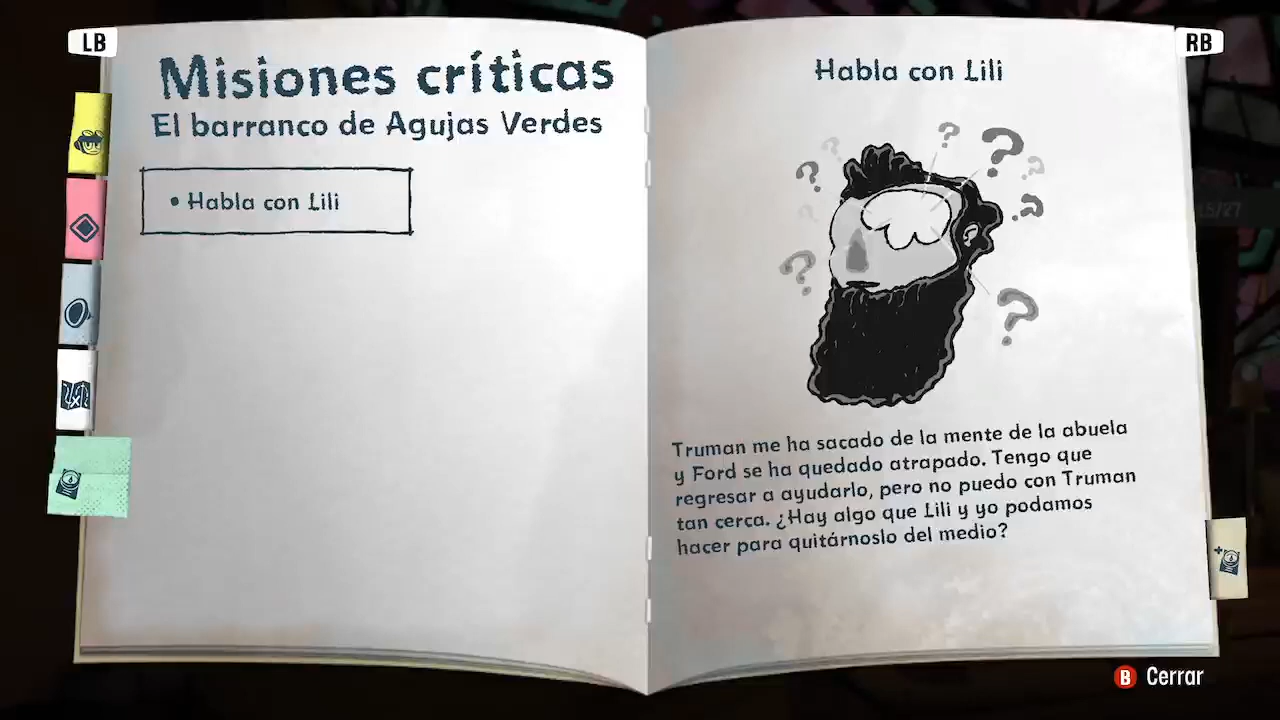 LB
RB
Misiones críticas
El barranco de Agujas Verdes
• Habla con Lili
Habla con Lili
Truman me ha sacado de la mente de la abuela
y Ford se ha quedado atrapado. Tengo que
regresar a ayudarlo, pero no puedo con Truman
tan cerca. ¿Hay algo que Lili y yo podamos
hacer para quitárnoslo del medio?
B Cerrar